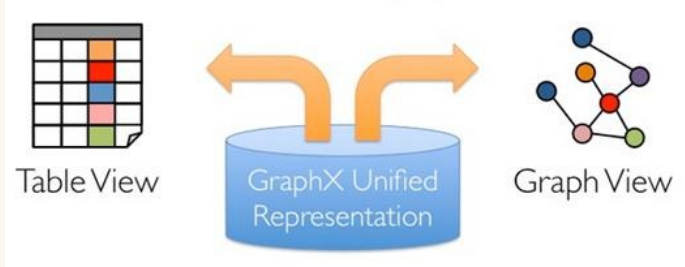 Table View
GraphX Unified
Representation
Graph View